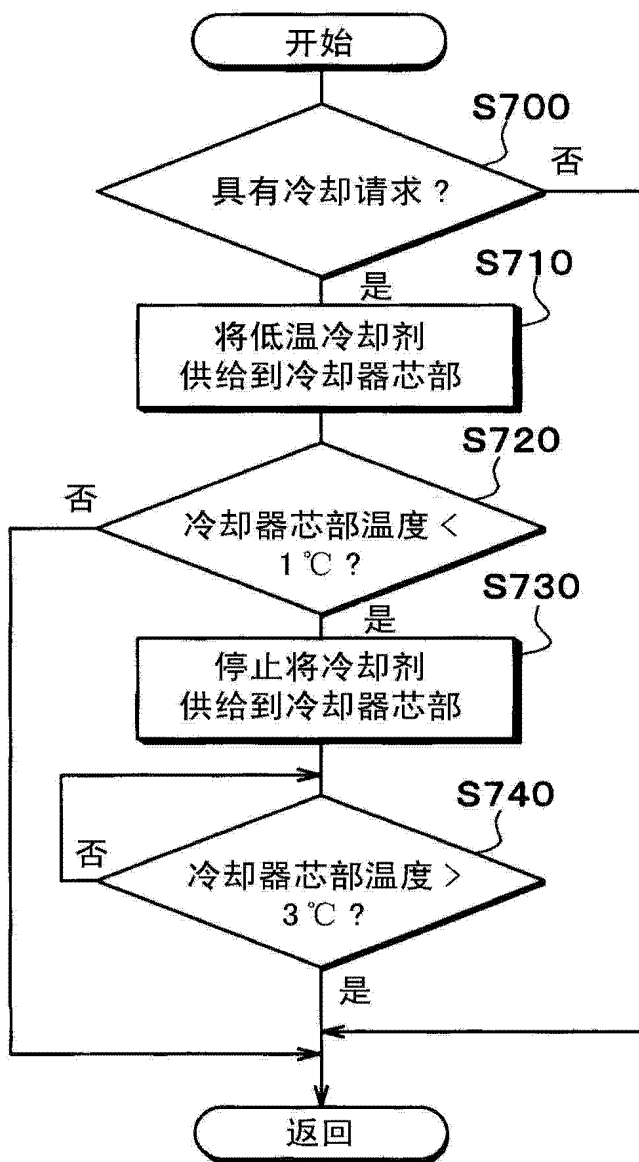 开始
S700
具有冷却请求?
否
是
S710
将低温冷却剂
供给到冷却器芯部
S720
否
冷却器芯部温度<
1℃?
是
S730
停止将冷却剂
供给到冷却器芯部
S740
否
冷却器芯部温度>
3℃?
是
返回